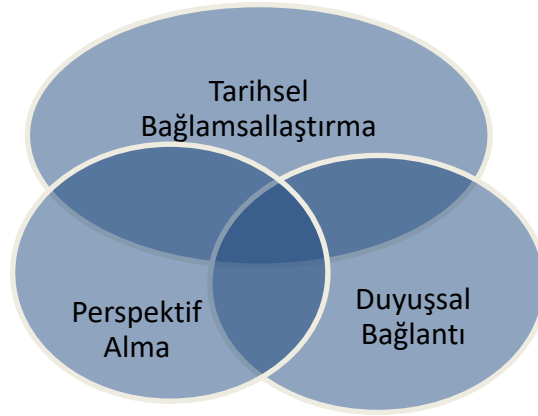 Tarihsel
Bağlamsallaştırma
Perspektif
Alma
Duyuşsal
Bağlantı